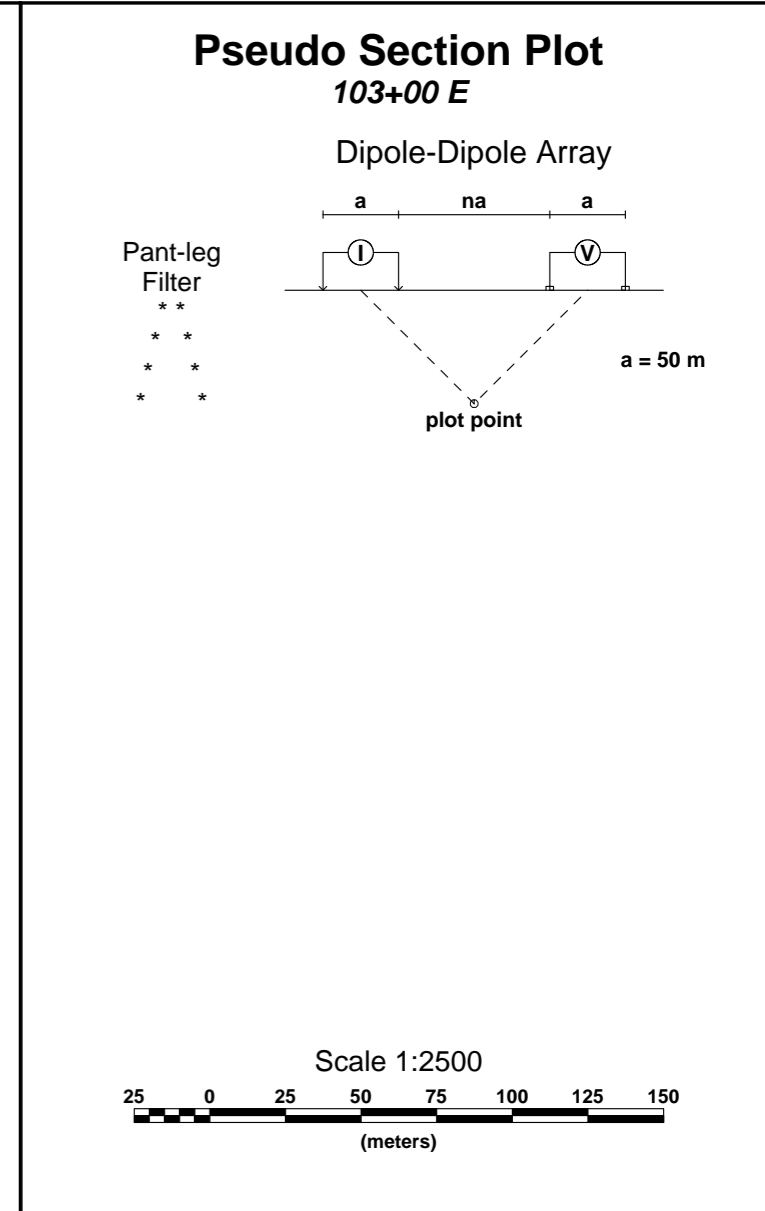 Pseudo Section Plot
103+00 E
Dipole-Dipole Array
a na a
Pant-leg
Filter
* *
* *
* *
* *
I V
a = 50 m
plot point
Scale 1:2500
25 0 25 50 75 100 125 150
(meters)